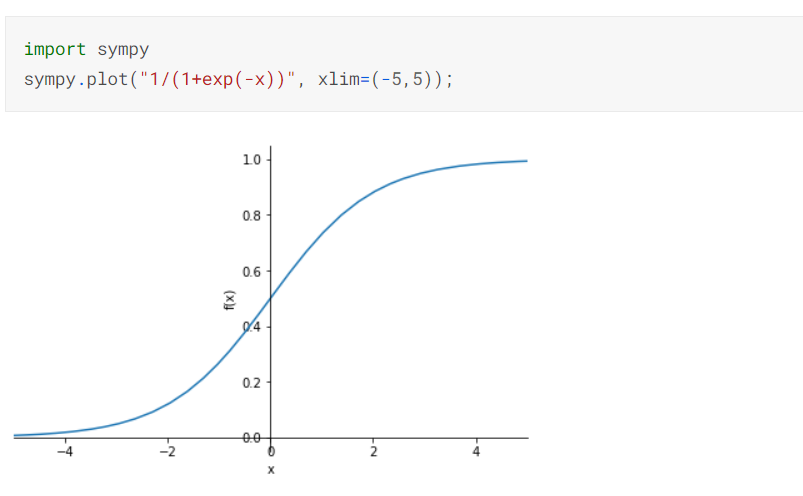 import sympy
sympy.plot("1/(1+exp(-x))", xlim=(-5,5));
1.0
0.8
0.6
f(x)
0.4
0.2
0.0
−4
−2
0
2
4
x